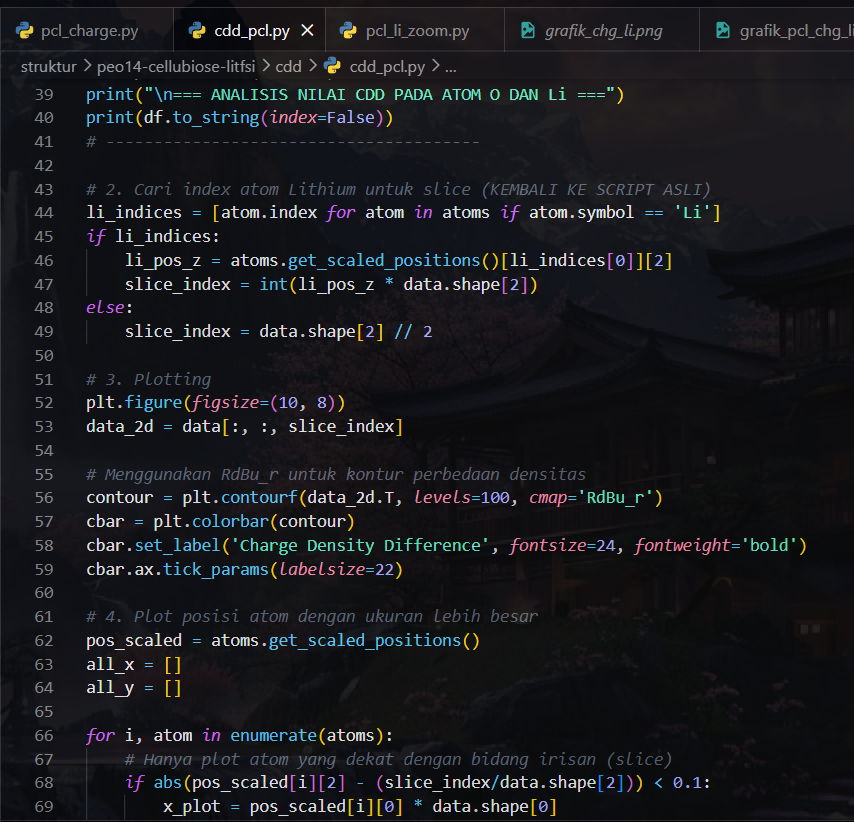 pcl_charge.py cdd_pcl.py pcl_li_zoom.py grafik_chg_li.png grafik_pcl_chg_li
struktur > peo14-cellubiose-litfsi > cdd > cdd_pcl.py > ...
39 print("\n=== ANALISIS NILAI CDD PADA ATOM O DAN Li ===")
40 print(df.to_string(index=False))
41 # ---------------------------------------
42
43 # 2. Cari index atom Lithium untuk slice (KEMBALI KE SCRIPT ASLI)
44 li_indices = [atom.index for atom in atoms if atom.symbol == 'Li']
45 if li_indices:
46     li_pos_z = atoms.get_scaled_positions()[li_indices[0]][2]
47     slice_index = int(li_pos_z * data.shape[2])
48 else:
49     slice_index = data.shape[2] // 2
50
51 # 3. Plotting
52 plt.figure(figsize=(10, 8))
53 data_2d = data[:, :, slice_index]
54
55 # Menggunakan RdBu_r untuk kontur perbedaan densitas
56 contour = plt.contourf(data_2d.T, levels=100, cmap='RdBu_r')
57 cbar = plt.colorbar(contour)
58 cbar.set_label('Charge Density Difference', fontsize=24, fontweight='bold')
59 cbar.ax.tick_params(labelsize=22)
60
61 # 4. Plot posisi atom dengan ukuran lebih besar
62 pos_scaled = atoms.get_scaled_positions()
63 all_x = []
64 all_y = []
65
66 for i, atom in enumerate(atoms):
67     # Hanya plot atom yang dekat dengan bidang irisan (slice)
68     if abs(pos_scaled[i][2] - (slice_index/data.shape[2])) < 0.1:
69         x_plot = pos_scaled[i][0] * data.shape[0]